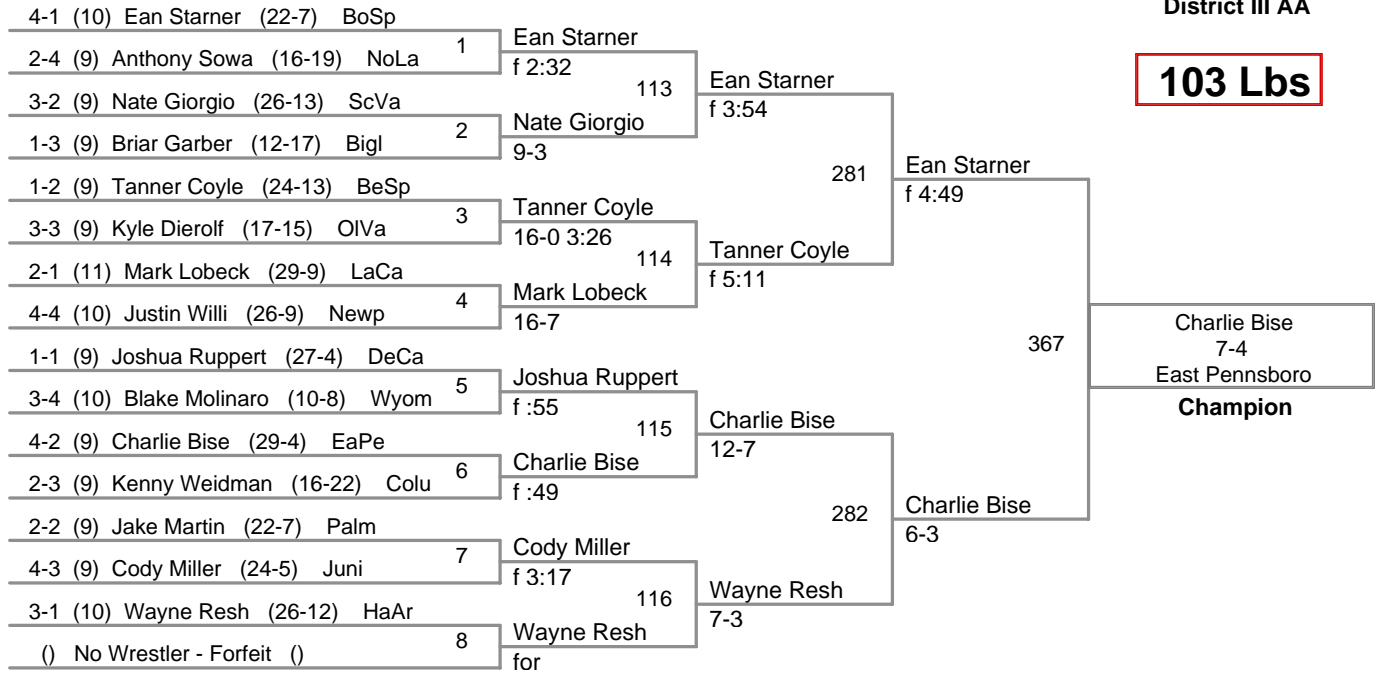 District III AA
103 Lbs
4-1 (10) Ean Starner (22-7) BoSp
2-4 (9) Anthony Sowa (16-19) NoLa
3-2 (9) Nate Giorgio (26-13) ScVa
1-3 (9) Briar Garber (12-17) Bigl
1-2 (9) Tanner Coyle (24-13) BeSp
3-3 (9) Kyle Dierolf (17-15) OlVa
2-1 (11) Mark Lobeck (29-9) LaCa
4-4 (10) Justin Willi (26-9) Newp
1-1 (9) Joshua Ruppert (27-4) DeCa
3-4 (10) Blake Molinaro (10-8) Wyom
4-2 (9) Charlie Bise (29-4) EaPe
2-3 (9) Kenny Weidman (16-22) Colu
2-2 (9) Jake Martin (22-7) Palm
4-3 (9) Cody Miller (24-5) Juni
3-1 (10) Wayne Resh (26-12) HaAr
() No Wrestler - Forfeit ()
1
2
3
4
5
6
7
8
Ean Starner
f 2:32
Nate Giorgio
9-3
Tanner Coyle
16-0 3:26
Mark Lobeck
16-7
Joshua Ruppert
f :55
Charlie Bise
f :49
Cody Miller
f 3:17
Wayne Resh
for
113
114
115
116
Ean Starner
f 3:54
Tanner Coyle
f 5:11
Charlie Bise
12-7
Wayne Resh
7-3
281
282
Ean Starner
f 4:49
Charlie Bise
6-3
367
Charlie Bise
7-4
East Pennsboro
Champion